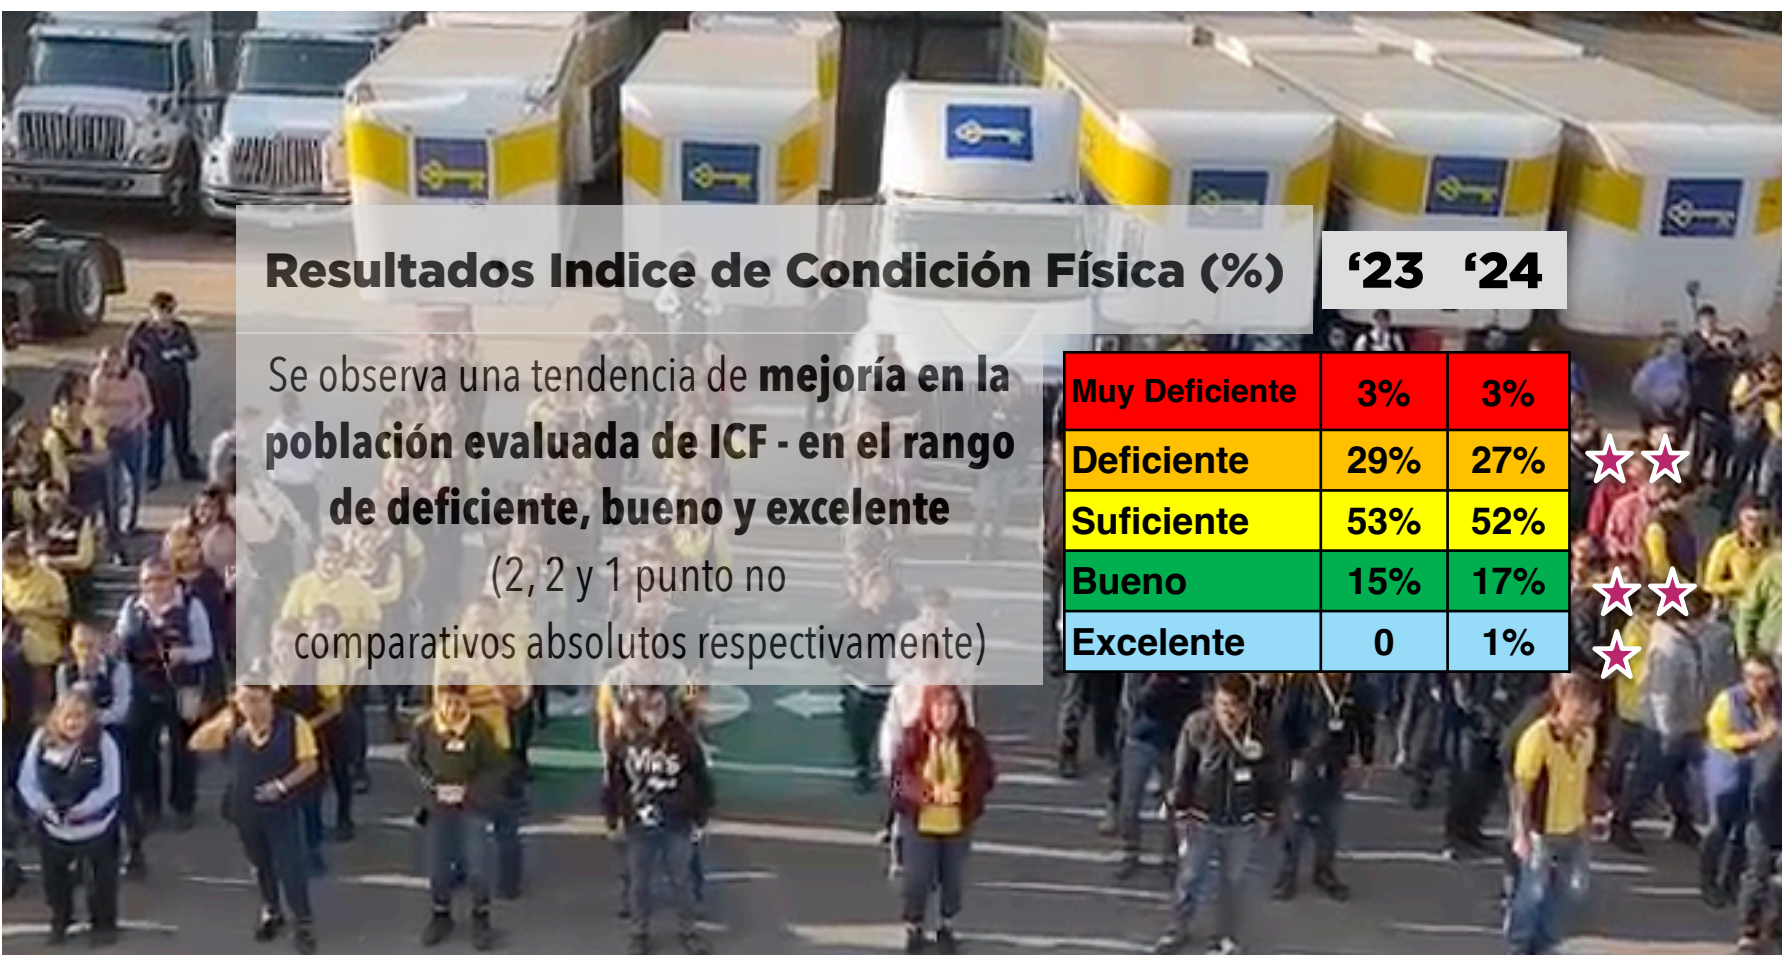 Resultados Indice de Condición Física (%)
‘23 ‘24
Se observa una tendencia de mejoría en la
población evaluada de ICF - en el rango
de deficiente, bueno y excelente
(2, 2 y 1 punto no
comparativos absolutos respectivamente)
Muy Deficiente 3% 3%
Deficiente 29% 27%
Suficiente 53% 52%
Bueno 15% 17%
Excelente 0 1%